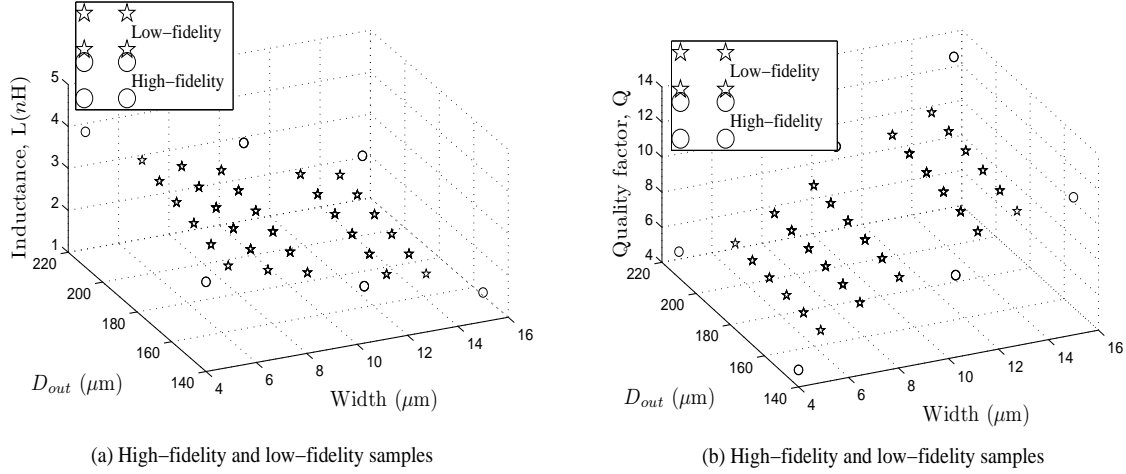 Low−fidelity
High−fidelity
Inductance, L(nH)
5
4
3
2
1
220
200
180
160
140
D_out (μm)
4
6
8
10
12
14
16
Width (μm)
(a) High−fidelity and low−fidelity samples
Low−fidelity
High−fidelity
Quality factor, Q
14
12
10
8
6
4
220
200
180
160
140
D_out (μm)
4
6
8
10
12
14
16
Width (μm)
(b) High−fidelity and low−fidelity samples